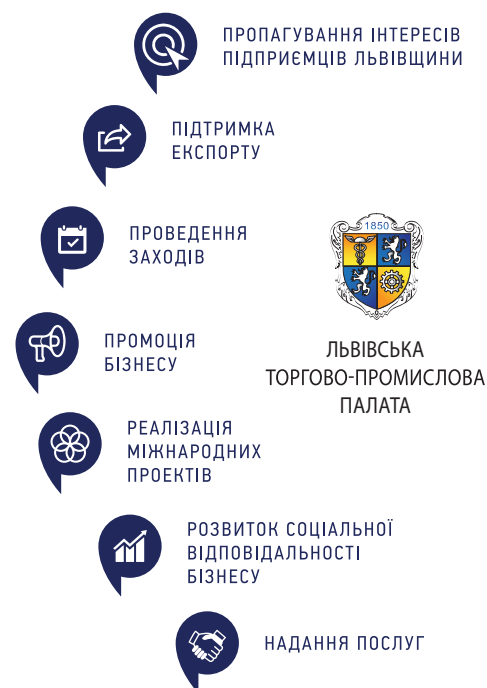 ПРОПАГУВАННЯ ІНТЕРЕСІВ
ПІДПРИЄМЦІВ ЛЬВІВЩИНИ
ПІДТРИМКА
ЕКСПОРТУ
ПРОВЕДЕННЯ
ЗАХОДІВ
1850
ЛЬВІВСЬКА
ТОРГОВО-ПРОМИСЛОВА
ПАЛАТА
ПРОМОЦІЯ
БІЗНЕСУ
РЕАЛІЗАЦІЯ
МІЖНАРОДНИХ
ПРОЕКТІВ
РОЗВИТОК СОЦІАЛЬНОЇ
ВІДПОВІДАЛЬНОСТІ
БІЗНЕСУ
НАДАННЯ ПОСЛУГ